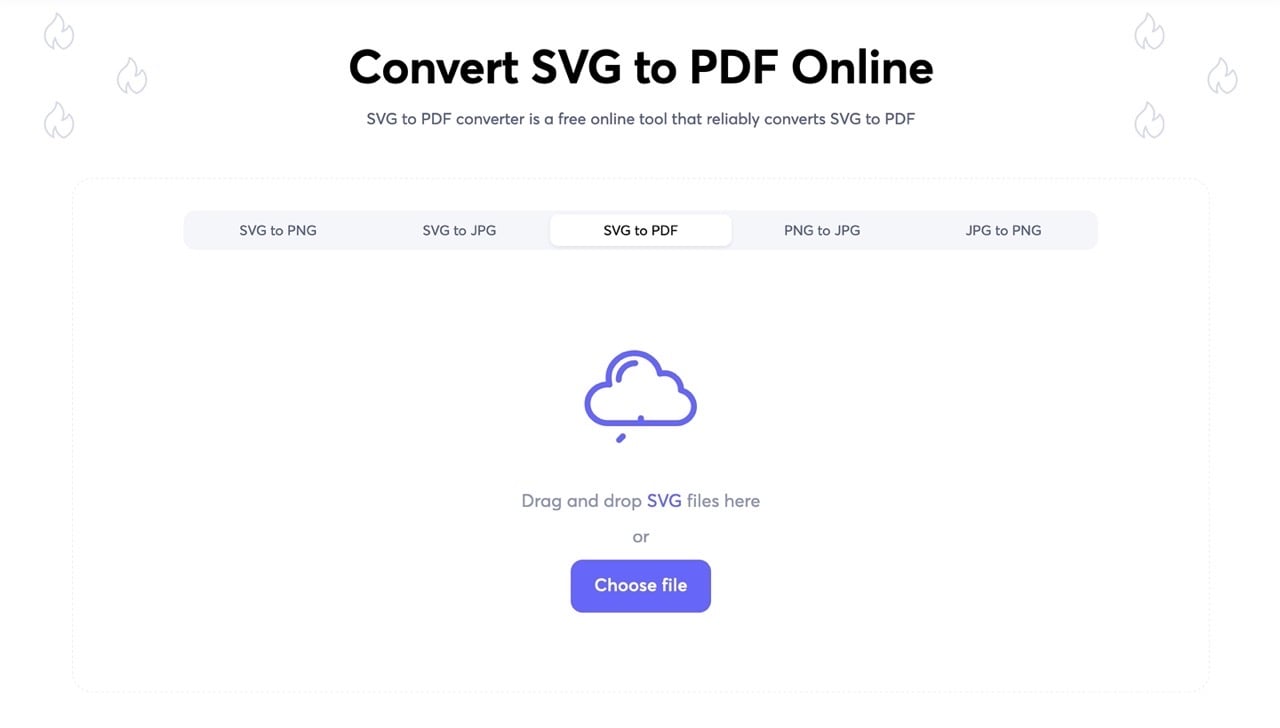 Convert SVG to PDF Online
SVG to PDF converter is a free online tool that reliably converts SVG to PDF
SVG to PNG
SVG to JPG
SVG to PDF
PNG to JPG
JPG to PNG
Drag and drop SVG files here
or
Choose file